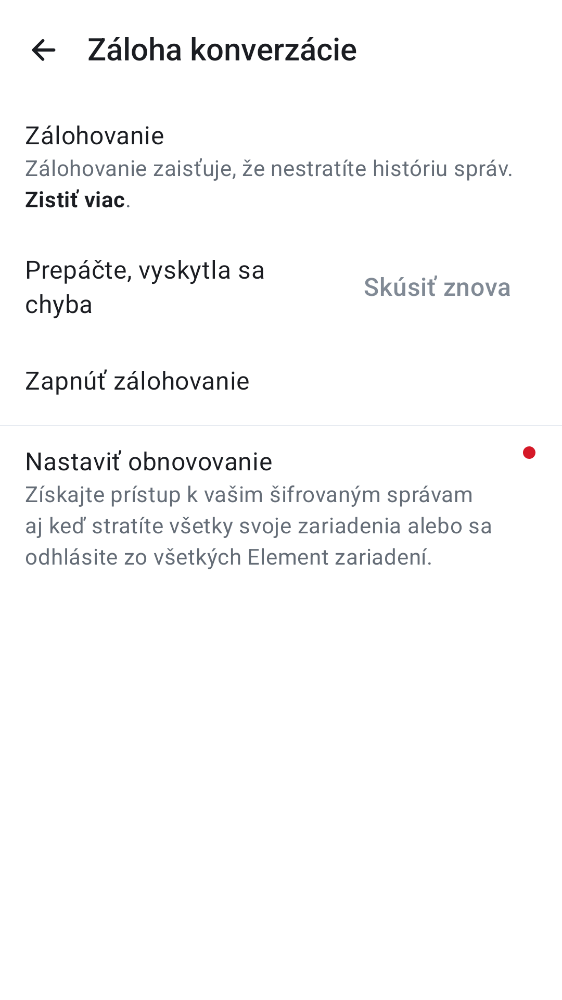 Záloha konverzácie
Zálohovanie
Zálohovanie zaisťuje, že nestratíte históriu správ.
Zistiť viac.
Prepáčte, vyskytla sa
chyba
Skúsiť znova
Zapnúť zálohovanie
Nastaviť obnovovanie
Získajte prístup k vašim šifrovaným správam
aj keď stratíte všetky svoje zariadenia alebo sa
odhlásite zo všetkých Element zariadení.